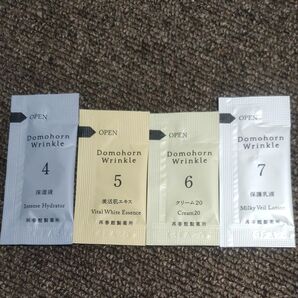 OPEN
Domohorn
Wrinkle
4
保湿液
Intense Hydrator
再春館製薬所
OPEN
Domohorn
Wrinkle
5
美活肌エキス
Vital White Essence
再春館製薬所
OPEN
Domohorn
Wrinkle
6
クリーム20
Cream20
再春館製薬所
OPEN
Domohorn
Wrinkle
7
保護乳液
Milky Veil Lotion
再春館製薬所